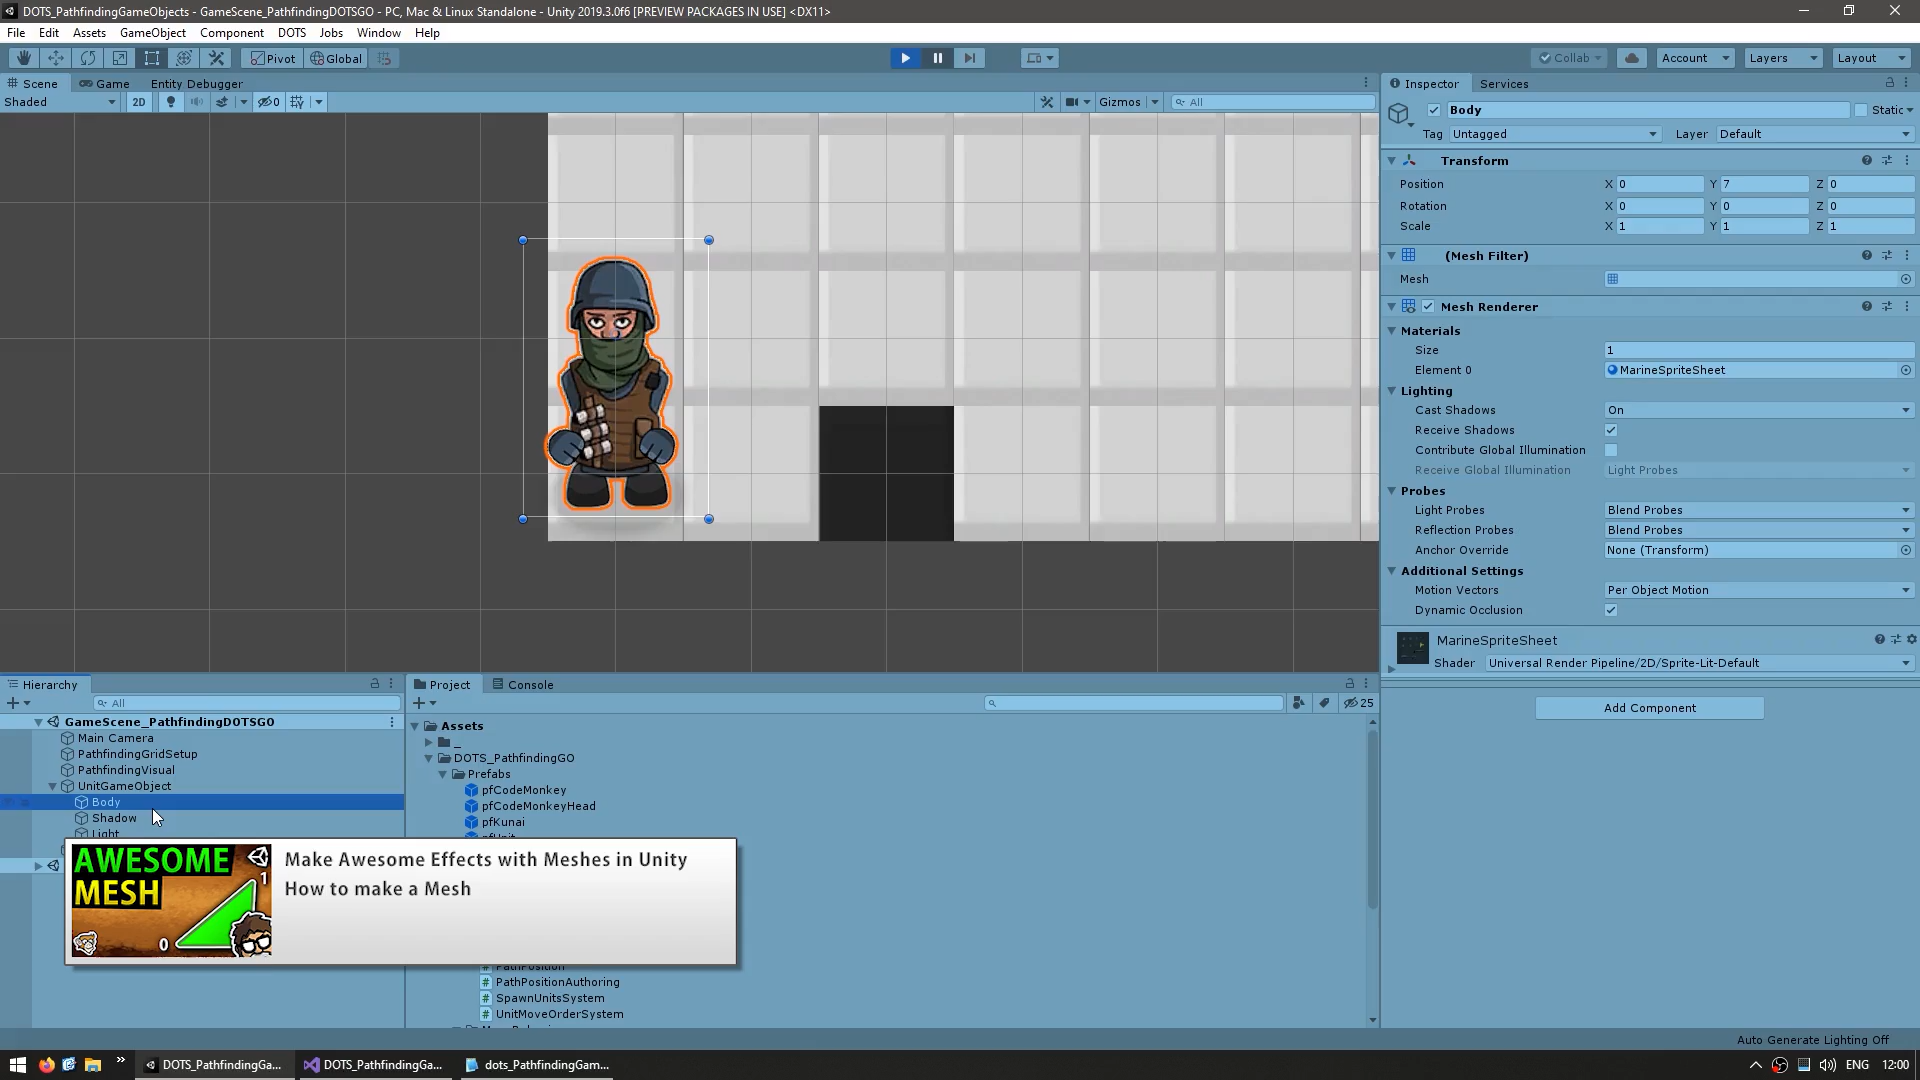 DOTS_PathfindingGameObjects - GameScene_PathfindingDOTSGO - PC, Mac & Linux Standalone - Unity 2019.3.0f6 [PREVIEW PACKAGES IN USE] <DX11>
File Edit Assets GameObject Component DOTS Jobs Window Help
Pivot Global Collab Account Layers Layout
Scene Game Entity Debugger
Shaded 2D 0 Gizmos All
Inspector Services
Body Static
Tag Untagged Layer Default
Transform
Position X 0 Y 7 Z 0
Rotation X 0 Y 0 Z 0
Scale X 1 Y 1 Z 1
(Mesh Filter)
Mesh
Mesh Renderer
Materials
Size 1
Element 0 MarineSpriteSheet
Lighting
Cast Shadows On
Receive Shadows
Contribute Global Illumination
Receive Global Illumination Light Probes
Probes
Light Probes Blend Probes
Reflection Probes Blend Probes
Anchor Override None (Transform)
Additional Settings
Motion Vectors Per Object Motion
Dynamic Occlusion
MarineSpriteSheet
Shader Universal Render Pipeline/2D/Sprite-Lit-Default
Add Component
Hierarchy
All
GameScene_PathfindingDOTSGO
Main Camera
PathfindingGridSetup
PathfindingVisual
UnitGameObject
Body
Shadow
Light
Project Console
25
Assets
_
DOTS_PathfindingGO
Prefabs
pfCodeMonkey
pfCodeMonkeyHead
pfKunai
pfUnit
AWESOME
MESH
1
0
Make Awesome Effects with Meshes in Unity
How to make a Mesh
PathPosition
PathPositionAuthoring
SpawnUnitsSystem
UnitMoveOrderSystem
Auto Generate Lighting Off
DOTS_PathfindingGa... DOTS_PathfindingGa... dots_PathfindingGam... ENG 12:00